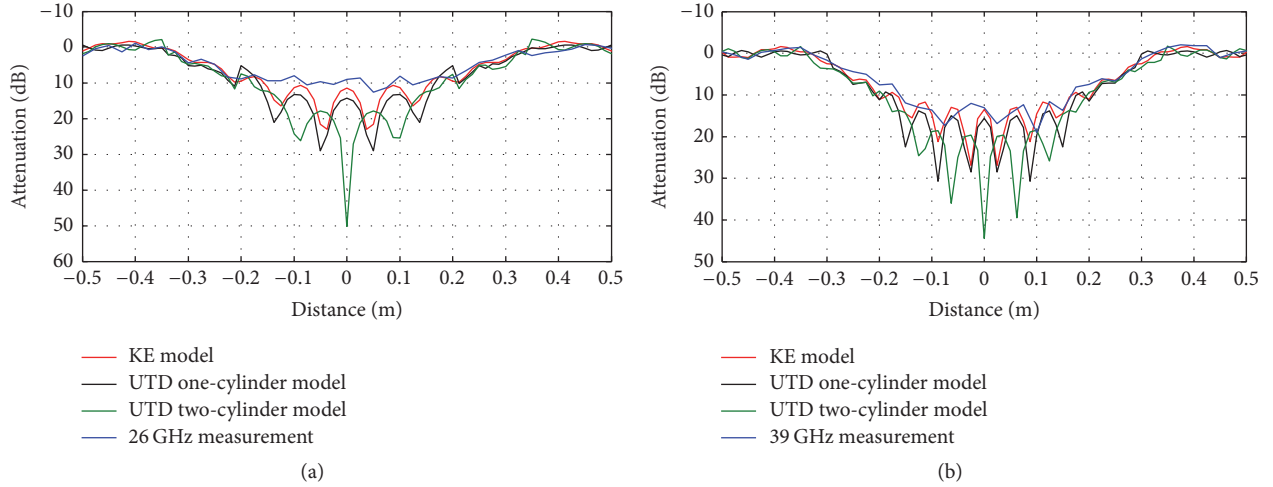 −10
0
10
20
30
40
50
60
Attenuation (dB)
−0.5 −0.4 −0.3 −0.2 −0.1 0 0.1 0.2 0.3 0.4 0.5
Distance (m)
KE model
UTD one-cylinder model
UTD two-cylinder model
26 GHz measurement
(a)
−10
0
10
20
30
40
50
Attenuation (dB)
−0.5 −0.4 −0.3 −0.2 −0.1 0 0.1 0.2 0.3 0.4 0.5
Distance (m)
KE model
UTD one-cylinder model
UTD two-cylinder model
39 GHz measurement
(b)